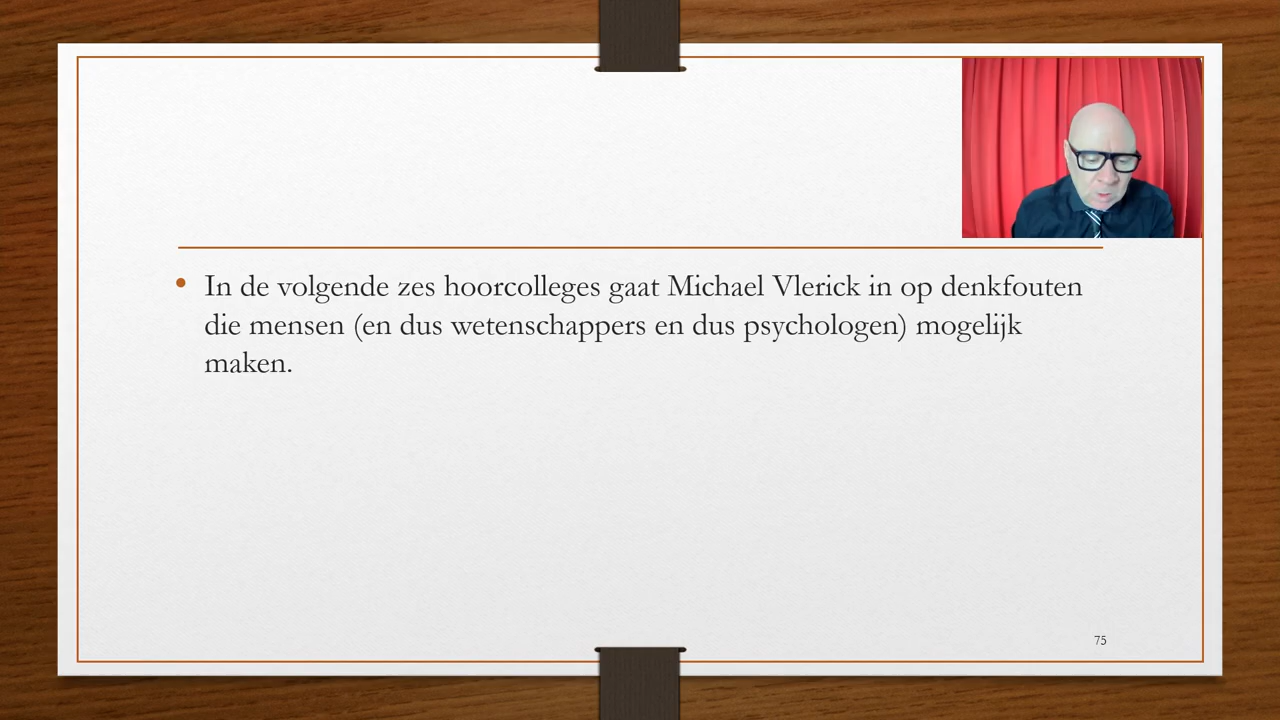 In de volgende zes hoorcolleges gaat Michael Vlerick in op denkfouten
die mensen (en dus wetenschappers en dus psychologen) mogelijk
maken.
75